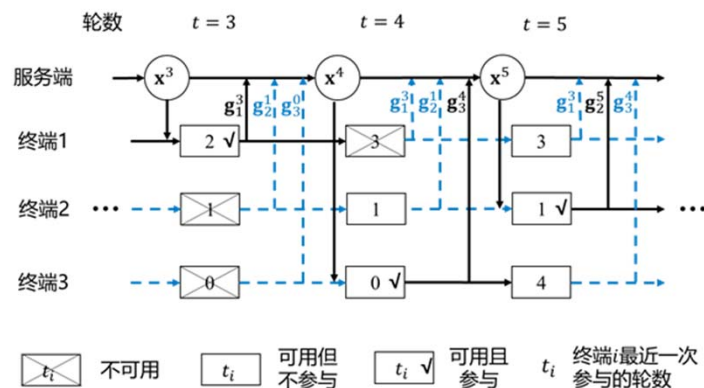 轮数 t = 3 t = 4 t = 5
服务端 x³ x⁴ x⁵
g₁³ g₂¹ g₃⁰ g₁³ g₂¹ g₃⁴ g₁³ g₂⁵ g₃⁴
终端1 2 √ 3 3
终端2 ••• 1 1 1 √ •••
终端3 0 0 √ 4
tᵢ 不可用 tᵢ 可用但 tᵢ √ 可用且 tᵢ 终端i最近一次
不参与 参与 参与的轮数